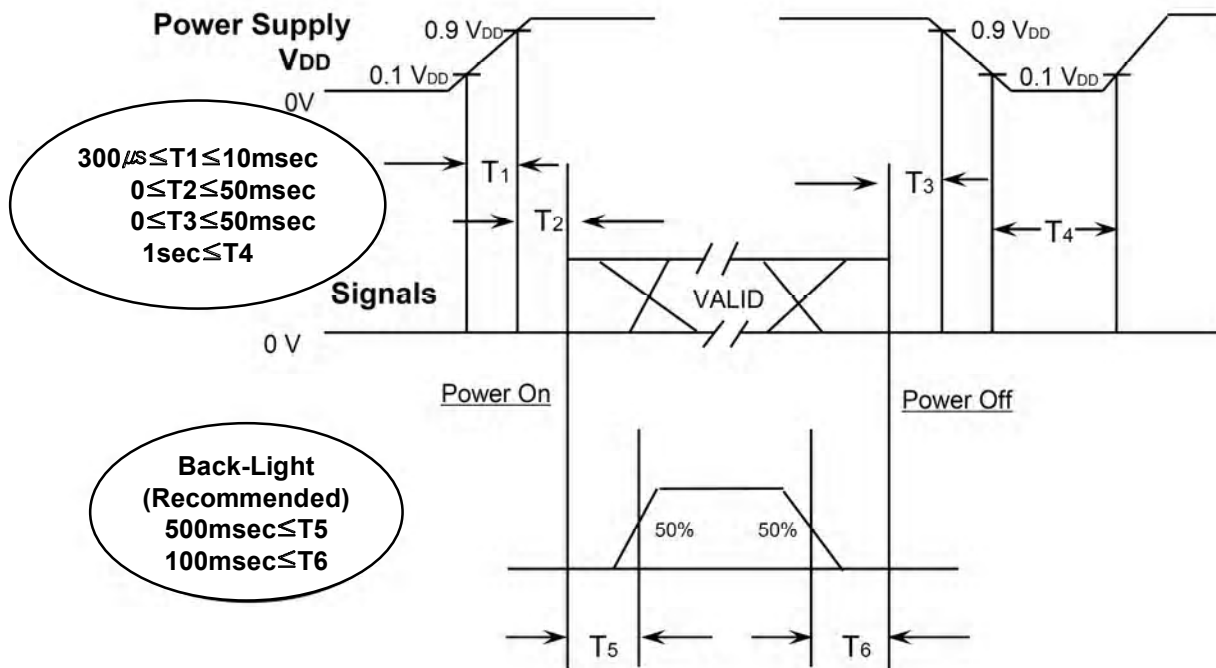 Power Supply
VDD
0.9 VDD
0.1 VDD
0V
0.9 VDD
0.1 VDD
300μs≦T1≦10msec
0≦T2≦50msec
0≦T3≦50msec
1sec≦T4
T1
T2
T3
T4
Signals
VALID
0 V
Power On
Power Off
Back-Light
(Recommended)
500msec≦T5
100msec≦T6
50%
50%
T5
T6